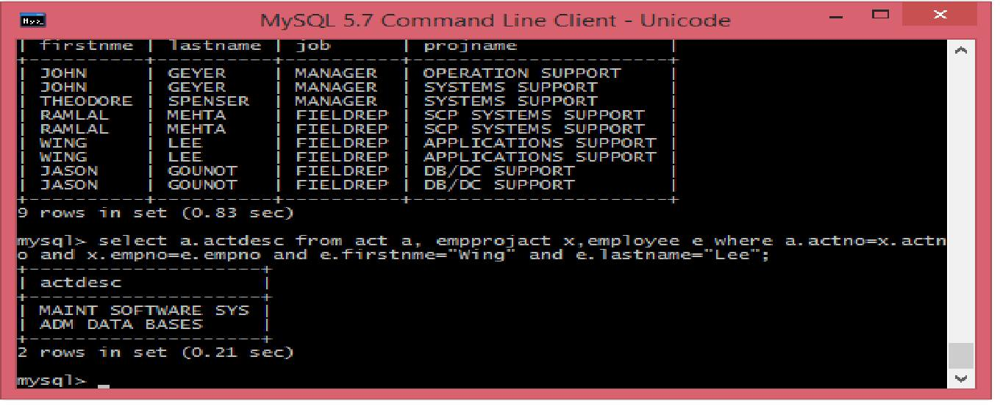 MySQL 5.7 Command Line Client - Unicode
| firstnme | lastname | job | projname |
+----------+----------+----------+----------------------+
| JOHN | GEYER | MANAGER | OPERATION SUPPORT |
| JOHN | GEYER | MANAGER | SYSTEMS SUPPORT |
| THEODORE | SPENSER | MANAGER | SYSTEMS SUPPORT |
| RAMLAL | MEHTA | FIELDREP | SCP SYSTEMS SUPPORT |
| RAMLAL | MEHTA | FIELDREP | SCP SYSTEMS SUPPORT |
| WING | LEE | FIELDREP | APPLICATIONS SUPPORT |
| WING | LEE | FIELDREP | APPLICATIONS SUPPORT |
| JASON | GOUNOT | FIELDREP | DB/DC SUPPORT |
| JASON | GOUNOT | FIELDREP | DB/DC SUPPORT |
+----------+----------+----------+----------------------+
9 rows in set (0.83 sec)
mysql> select a.actdesc from act a, empprojact x,employee e where a.actno=x.actn
o and x.empno=e.empno and e.firstnme="Wing" and e.lastname="Lee";
+--------------------+
| actdesc |
+--------------------+
| MAINT SOFTWARE SYS |
| ADM DATA BASES |
+--------------------+
2 rows in set (0.21 sec)
mysql> _